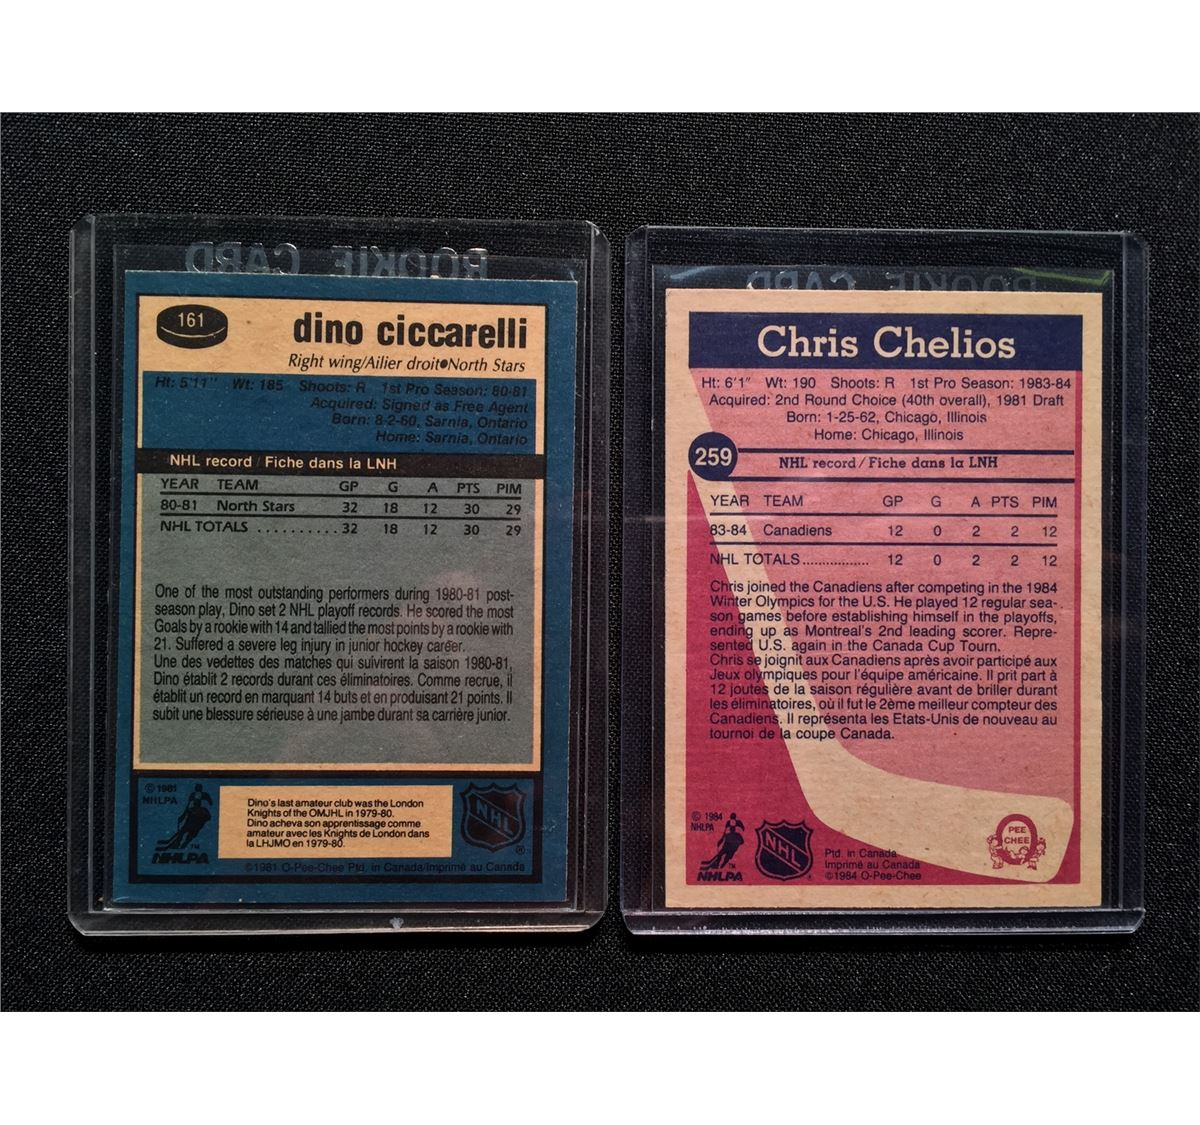 ROOKIE CARD
161
dino ciccarelli
Right wing/Ailier droit●North Stars
Ht: 5'11" Wt: 185 Shoots: R 1st Pro Season: 80-81
Acquired: Signed as Free Agent
Born: 8-2-60, Sarnia, Ontario
Home: Sarnia, Ontario
NHL record / Fiche dans la LNH
YEAR TEAM GP G A PTS PIM
80-81 North Stars 32 18 12 30 29
NHL TOTALS .......... 32 18 12 30 29
One of the most outstanding performers during 1980-81 post-
season play, Dino set 2 NHL playoff records. He scored the most
Goals by a rookie with 14 and tallied the most points by a rookie with
21. Suffered a severe leg injury in junior hockey career.
Une des vedettes des matches qui suivirent la saison 1980-81,
Dino établit 2 records durant ces éliminatoires. Comme recrue, il
établit un record en marquant 14 buts et en produisant 21 points. Il
subit une blessure sérieuse à une jambe durant sa carrière junior.
© 1981
NHLPA
NHLPA
TM
Dino's last amateur club was the London
Knights of the OMJHL in 1979-80.
Dino acheva son apprentissage comme
amateur avec les Knights de London dans
la LHJMO en 1979-80.
NHL
®
©1981 O-Pee-Chee Ptd. in Canada/Imprimé au Canada
ROOKIE CARD
Chris Chelios
Ht: 6'1" Wt: 190 Shoots: R 1st Pro Season: 1983-84
Acquired: 2nd Round Choice (40th overall), 1981 Draft
Born: 1-25-62, Chicago, Illinois
Home: Chicago, Illinois
259
NHL record / Fiche dans la LNH
YEAR TEAM GP G A PTS PIM
83-84 Canadiens 12 0 2 2 12
NHL TOTALS.................. 12 0 2 2 12
Chris joined the Canadiens after competing in the 1984
Winter Olympics for the U.S. He played 12 regular sea-
son games before establishing himself in the playoffs,
ending up as Montreal's 2nd leading scorer. Repre-
sented U.S. again in the Canada Cup Tourn.
Chris se joignit aux Canadiens après avoir participé aux
Jeux olympiques pour l'équipe américaine. Il prit part à
12 joutes de la saison régulière avant de briller durant
les éliminatoires, où il fut le 2ème meilleur compteur des
Canadiens. Il représenta les Etats-Unis de nouveau au
tournoi de la coupe Canada.
© 1984
NHLPA
TM
NHLPA
NHL
®
Ptd. in Canada
Imprimé au Canada
©1984 O-Pee-Chee
PEE
CHEE